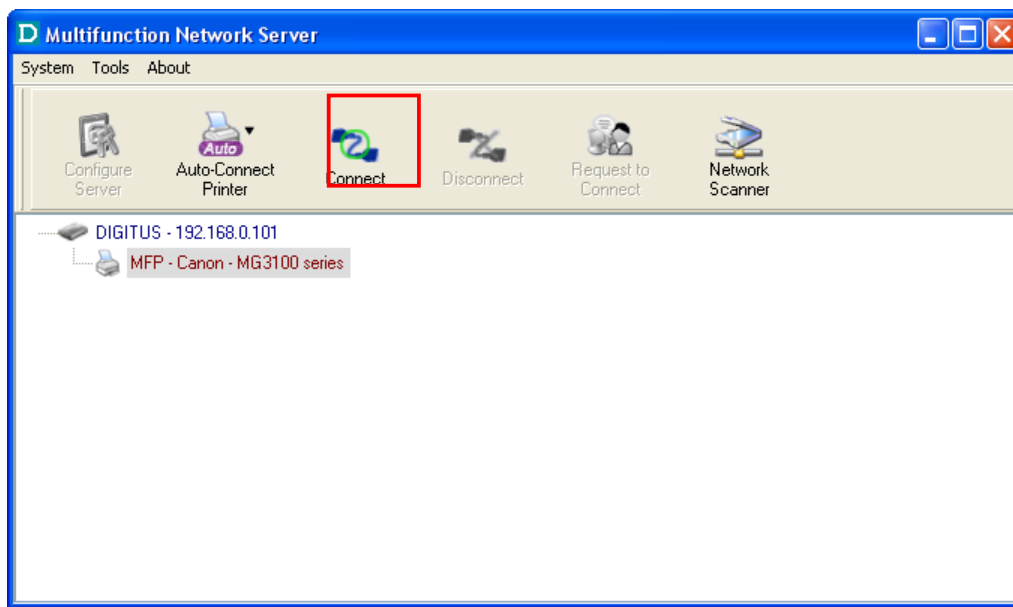 D Multifunction Network Server
System Tools About
Configure Server
Auto Auto-Connect Printer
Connect
Disconnect
Request to Connect
Network Scanner
DIGITUS - 192.168.0.101
MFP - Canon - MG3100 series